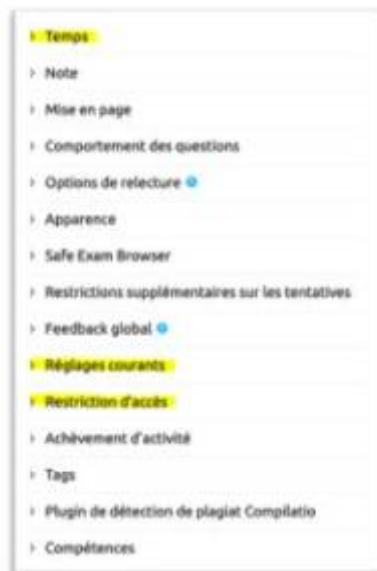 Temps
Note
Mise en page
Comportement des questions
Options de relecture
Apparence
Safe Exam Browser
Restrictions supplémentaires sur les tentatives
Feedback global
Réglages courants
Restriction d'accès
Achèvement d'activité
Tags
Plugin de détection de plagiat Compilatio
Compétences